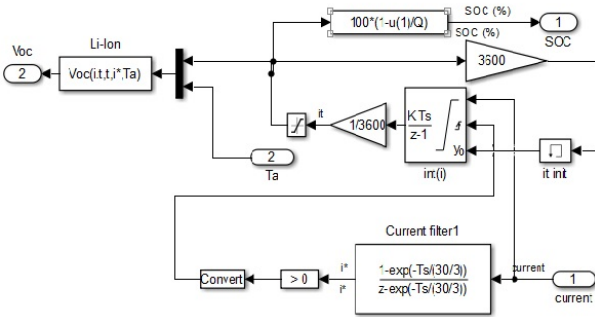 SOC (%)
100*(1-u(1)/Q)
1
SOC (%)
SOC
Voc
Li-Ion
2
Voc(i.t,t,i*,Ta)
3600
it
1/3600
KTs
z-1
yo
2
Ta
int(i)
it init
Current filter1
i*
1-exp(-Ts/(30/3))
current
Convert
> 0
i*
z-exp(-Ts/(30/3))
1
current